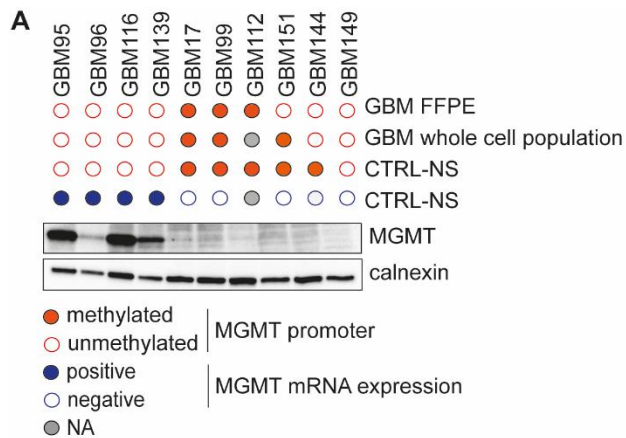 A
GBM95
GBM96
GBM116
GBM139
GBM17
GBM99
GBM112
GBM151
GBM144
GBM149
GBM FFPE
GBM whole cell population
CTRL-NS
CTRL-NS
MGMT
calnexin
methylated
unmethylated
MGMT promoter
positive
negative
MGMT mRNA expression
NA